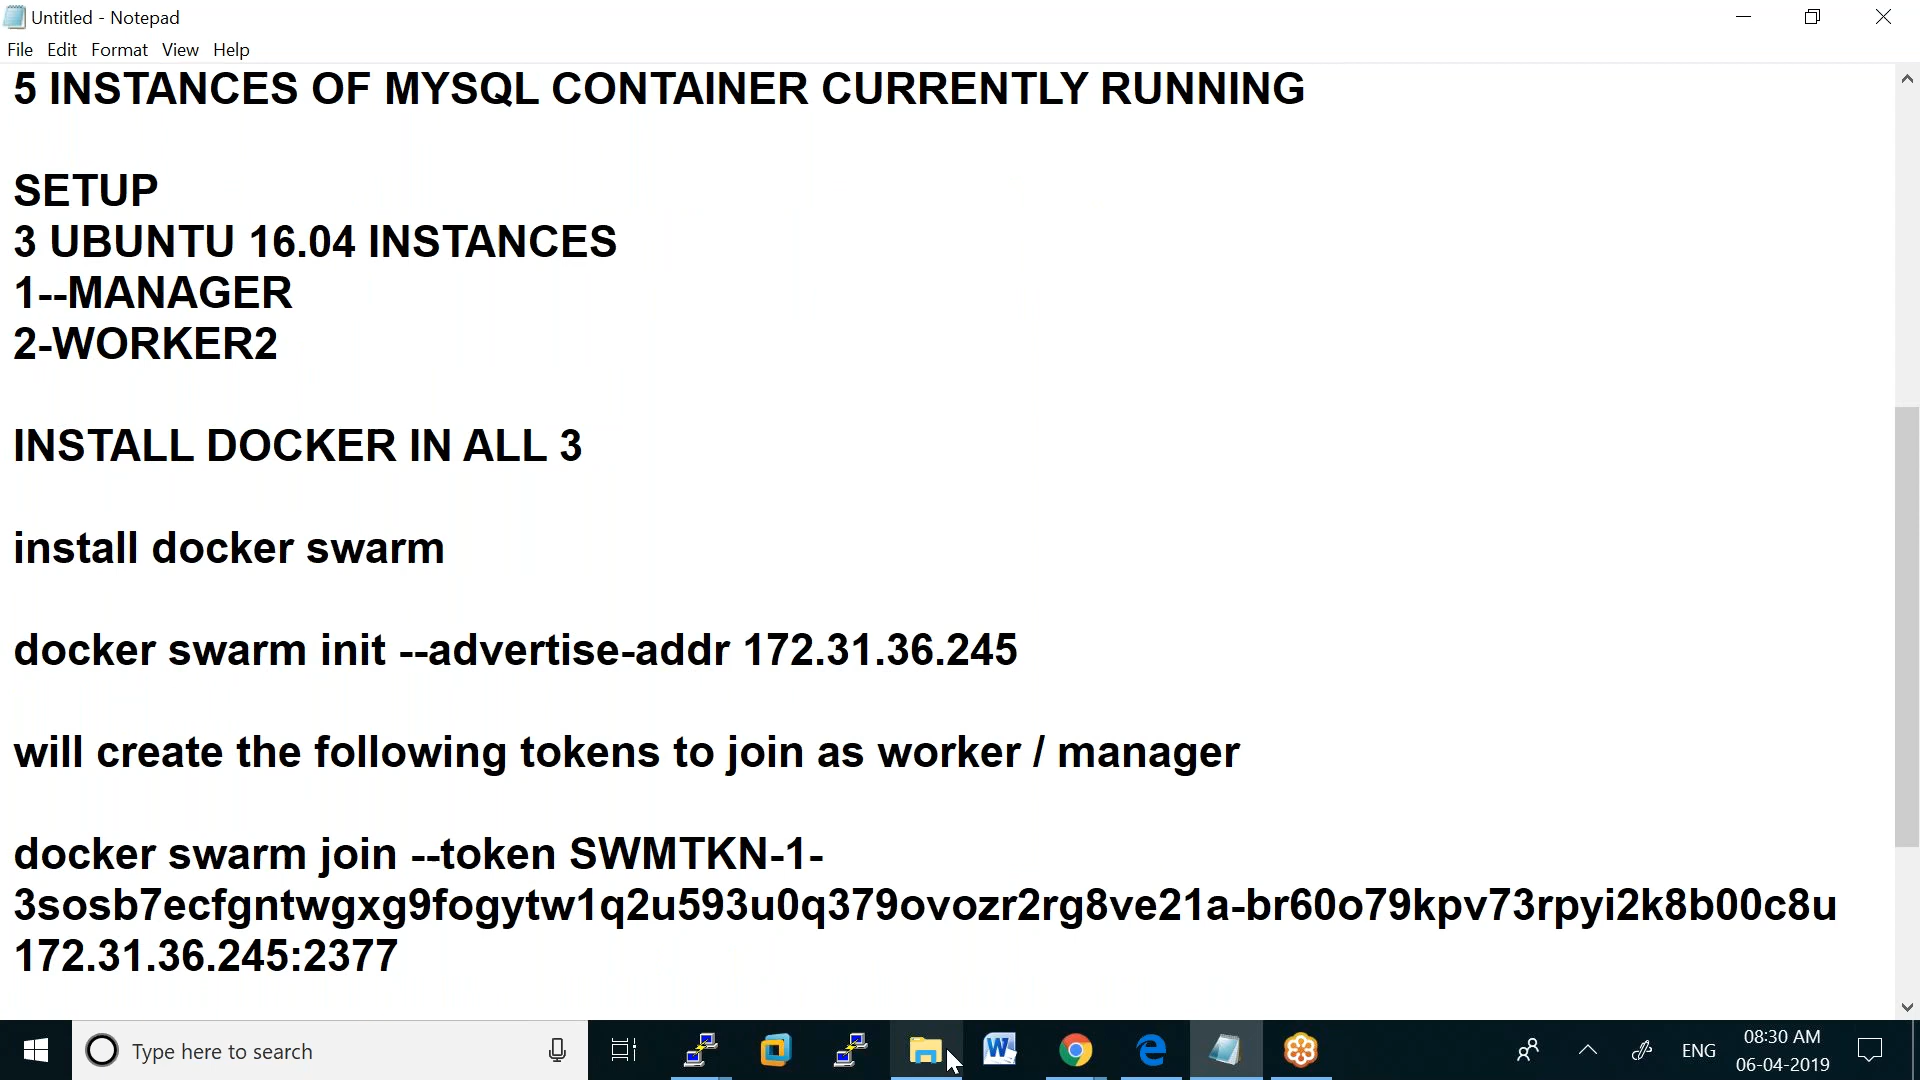 Untitled - Notepad
File Edit Format View Help
5 INSTANCES OF MYSQL CONTAINER CURRENTLY RUNNING
SETUP
3 UBUNTU 16.04 INSTANCES
1--MANAGER
2-WORKER2
INSTALL DOCKER IN ALL 3
install docker swarm
docker swarm init --advertise-addr 172.31.36.245
will create the following tokens to join as worker / manager
docker swarm join --token SWMTKN-1-
3sosb7ecfgntwgxg9fogytw1q2u593u0q379ovozr2rg8ve21a-br60o79kpv73rpyi2k8b00c8u
172.31.36.245:2377
Type here to search
ENG
08:30 AM
06-04-2019